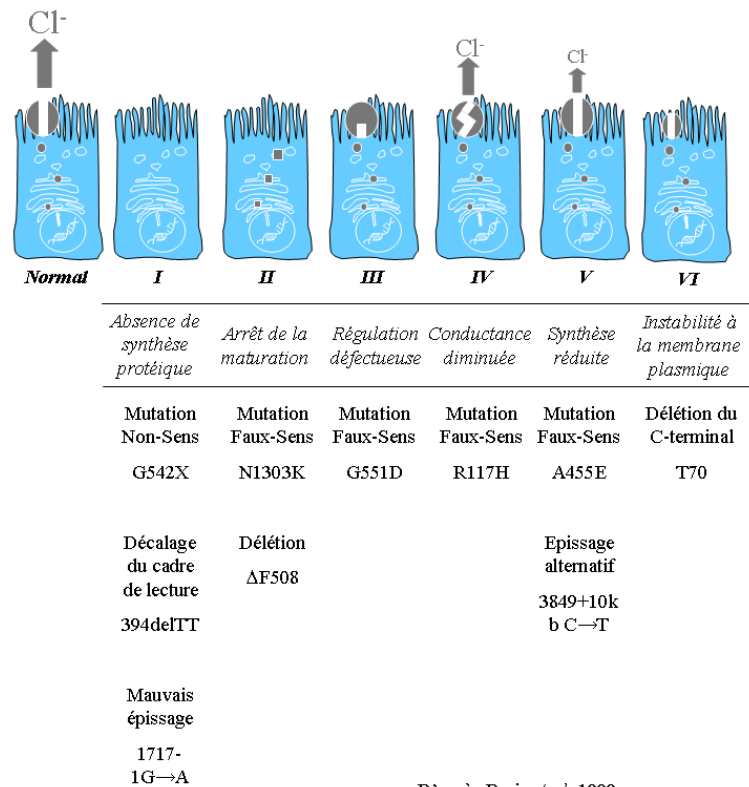 Cl-
Cl-
Cl-
Normal I II III IV V VI
Absence de
synthèse
protéique
Arrêt de la
maturation
Régulation
défectueuse
Conductance
diminuée
Synthèse
réduite
Instabilité à
la membrane
plasmique
Mutation
Non-Sens
G542X
Mutation
Faux-Sens
N1303K
Mutation
Faux-Sens
G551D
Mutation
Faux-Sens
R117H
Mutation
Faux-Sens
A455E
Délétion du
C-terminal
T70
Décalage
du cadre
de lecture
394delTT
Délétion
ΔF508
Epissage
alternatif
3849+10k
b C→T
Mauvais
épissage
1717-
1G→A